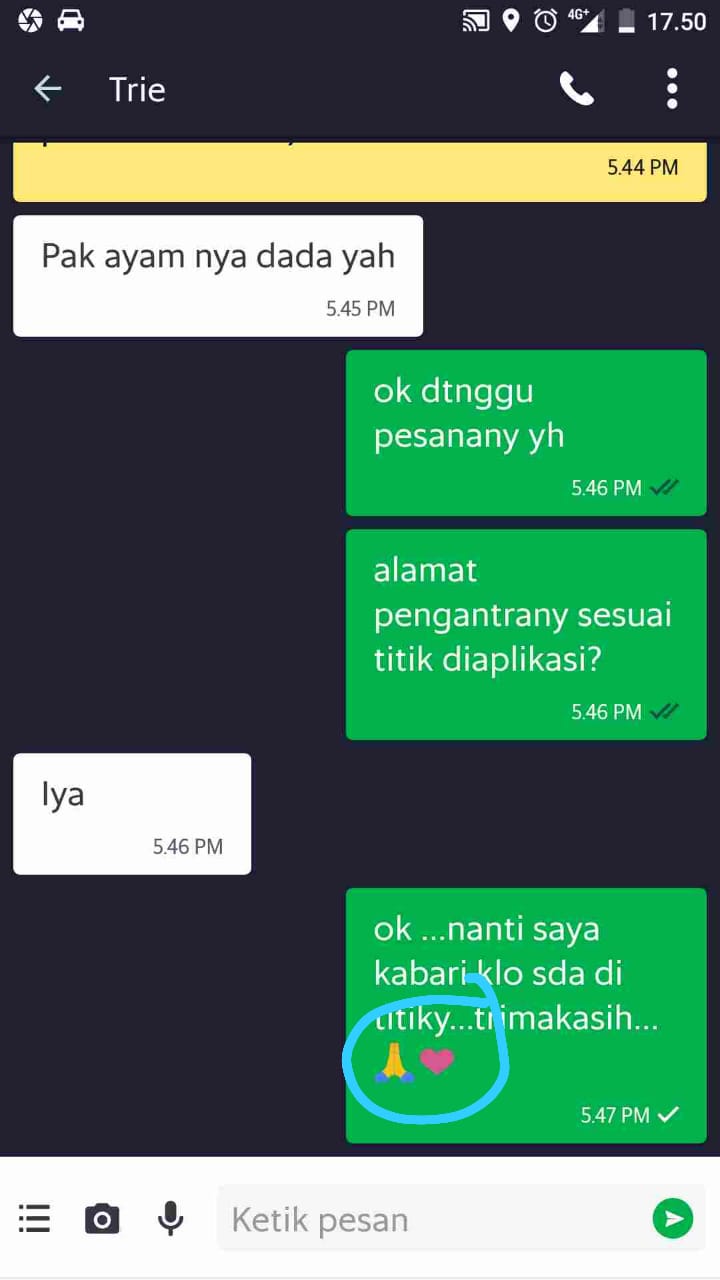 4G+ 17.50
Trie
5.44 PM
Pak ayam nya dada yah
5.45 PM
ok dtnggu
pesanany yh
5.46 PM
alamat
pengantrany sesuai
titik diaplikasi?
5.46 PM
Iya
5.46 PM
ok ...nanti saya
kabari klo sda di
titiky...trimakasih...
🙏💗
5.47 PM
Ketik pesan